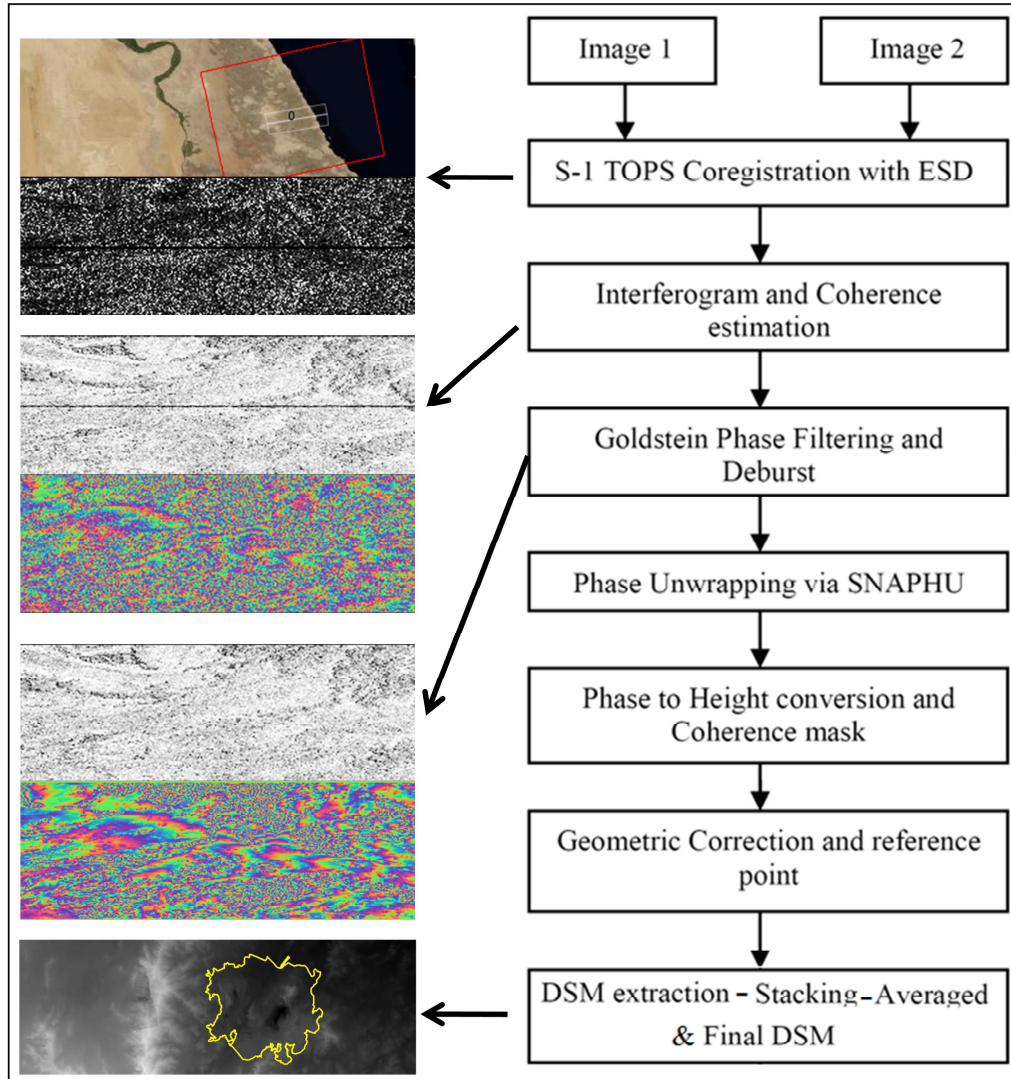 Image 1
Image 2
0
S-1 TOPS Coregistration with ESD
Interferogram and Coherence
estimation
Goldstein Phase Filtering and
Deburst
Phase Unwrapping via SNAPHU
Phase to Height conversion and
Coherence mask
Geometric Correction and reference
point
DSM extraction - Stacking-Averaged
& Final DSM